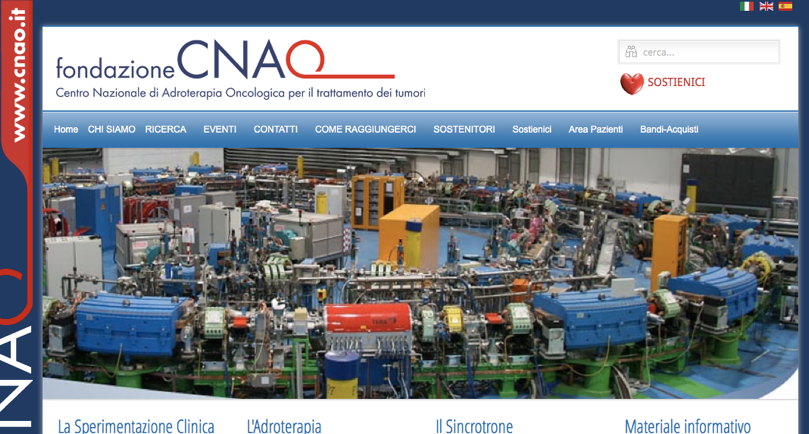 www.cnao.it
fondazioneCNAO
Centro Nazionale di Adroterapia Oncologica per il trattamento dei tumori
cerca...
SOSTIENICI
Home CHI SIAMO RICERCA EVENTI CONTATTI COME RAGGIUNGERCI SOSTENITORI Sostienici Area Pazienti Bandi-Acquisti
NAO
La Sperimentazione Clinica L'Adroterapia Il Sincrotrone Materiale informativo